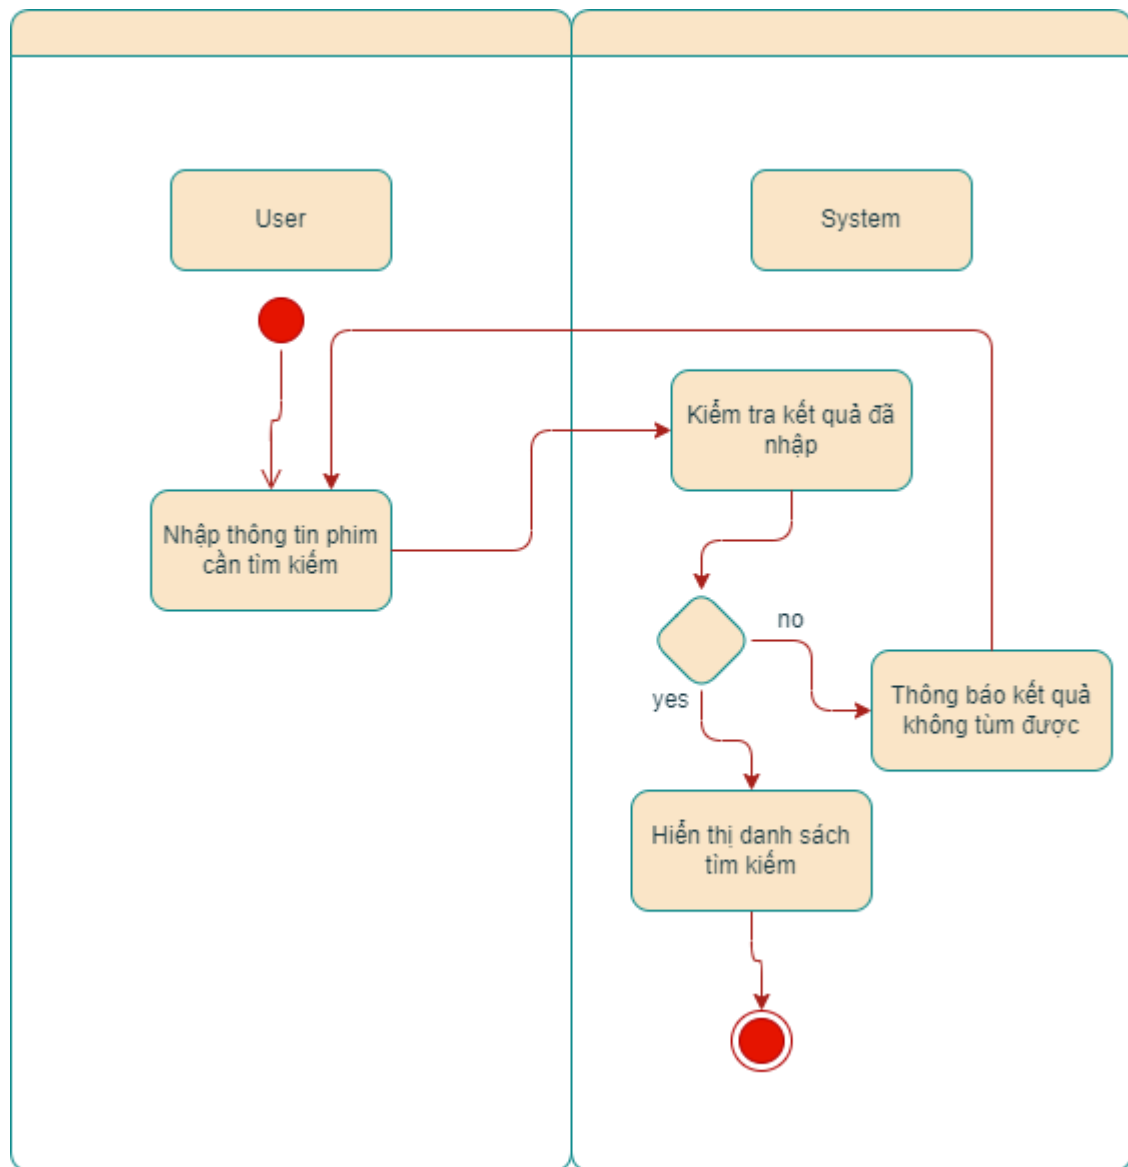 User
System
Kiểm tra kết quả đã
nhập
Nhập thông tin phim
cần tìm kiếm
no
yes
Thông báo kết quả
không tùm được
Hiển thị danh sách
tìm kiếm